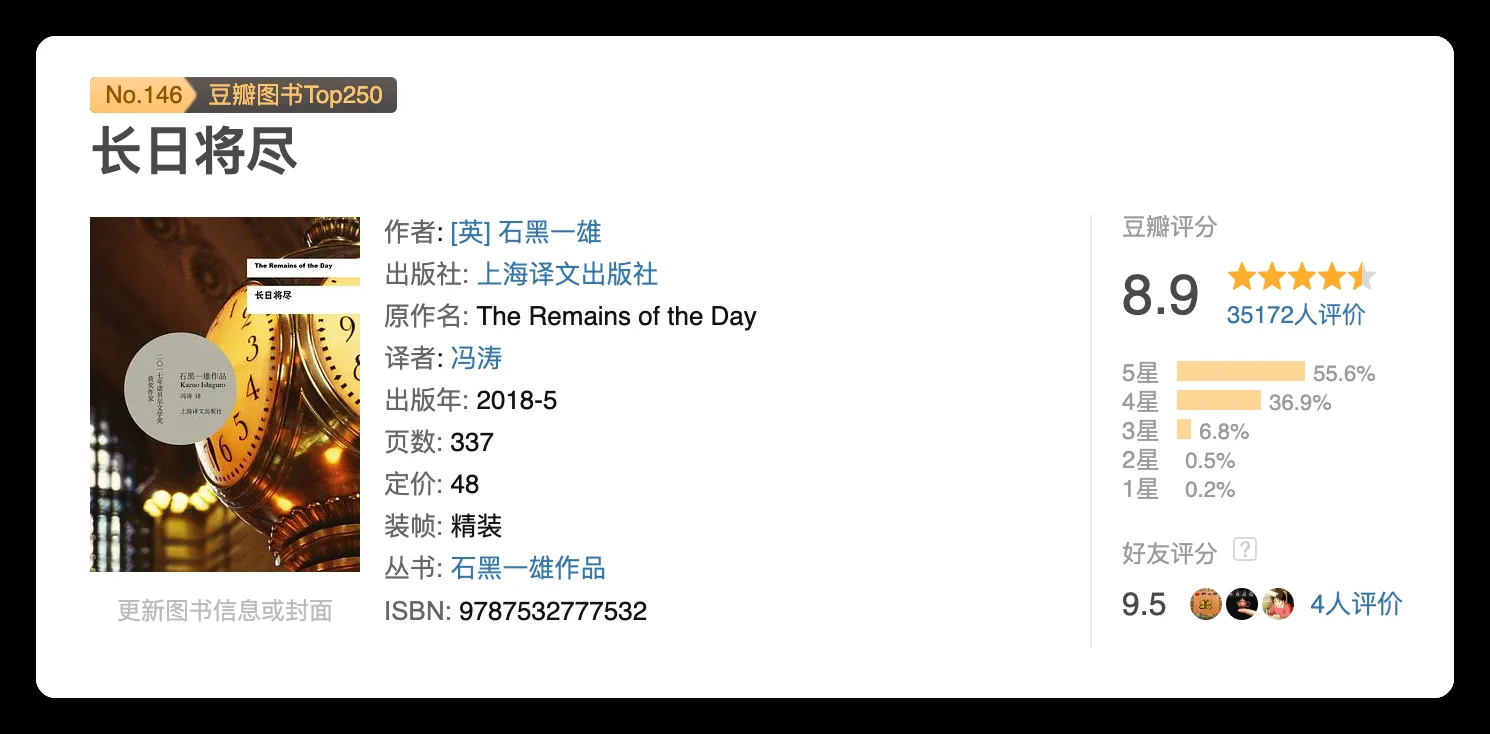 No.146 豆瓣图书Top250
长日将尽
The Remains of the Day
长日将尽
二〇一七年诺贝尔文学奖
获奖作家
石黑一雄作品
Kazuo Ishiguro
冯涛 译
上海译文出版社
更新图书信息或封面
作者: [英] 石黑一雄
出版社: 上海译文出版社
原作名: The Remains of the Day
译者: 冯涛
出版年: 2018-5
页数: 337
定价: 48
装帧: 精装
丛书: 石黑一雄作品
ISBN: 9787532777532
豆瓣评分
8.9
35172人评价
5星 55.6%
4星 36.9%
3星 6.8%
2星 0.5%
1星 0.2%
好友评分 ?
9.5 4人评价